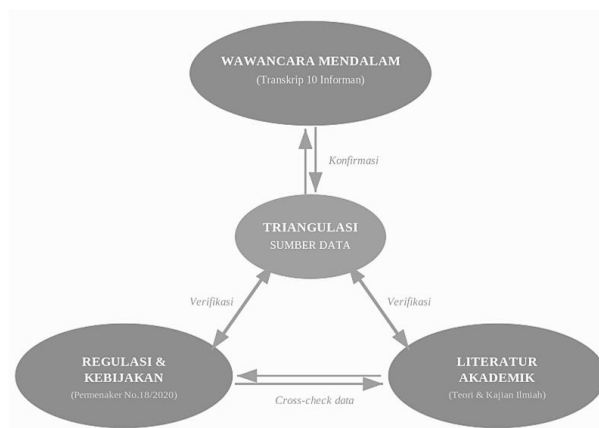 WAWANCARA MENDALAM
(Transkrip 10 Informan)
Konfirmasi
TRIANGULASI
SUMBER DATA
Verifikasi
Verifikasi
REGULASI &
KEBIJAKAN
(Permenaker No.18/2020)
LITERATUR
AKADEMIK
(Teori & Kajian Ilmiah)
Cross-check data